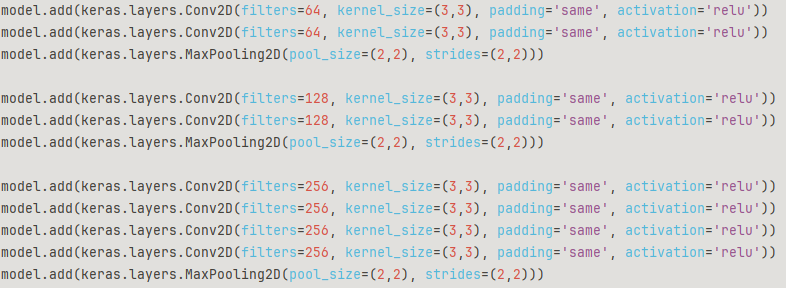 model.add(keras.layers.Conv2D(filters=64, kernel_size=(3,3), padding='same', activation='relu'))
model.add(keras.layers.Conv2D(filters=64, kernel_size=(3,3), padding='same', activation='relu'))
model.add(keras.layers.MaxPooling2D(pool_size=(2,2), strides=(2,2)))

model.add(keras.layers.Conv2D(filters=128, kernel_size=(3,3), padding='same', activation='relu'))
model.add(keras.layers.Conv2D(filters=128, kernel_size=(3,3), padding='same', activation='relu'))
model.add(keras.layers.MaxPooling2D(pool_size=(2,2), strides=(2,2)))

model.add(keras.layers.Conv2D(filters=256, kernel_size=(3,3), padding='same', activation='relu'))
model.add(keras.layers.Conv2D(filters=256, kernel_size=(3,3), padding='same', activation='relu'))
model.add(keras.layers.Conv2D(filters=256, kernel_size=(3,3), padding='same', activation='relu'))
model.add(keras.layers.Conv2D(filters=256, kernel_size=(3,3), padding='same', activation='relu'))
model.add(keras.layers.MaxPooling2D(pool_size=(2,2), strides=(2,2)))